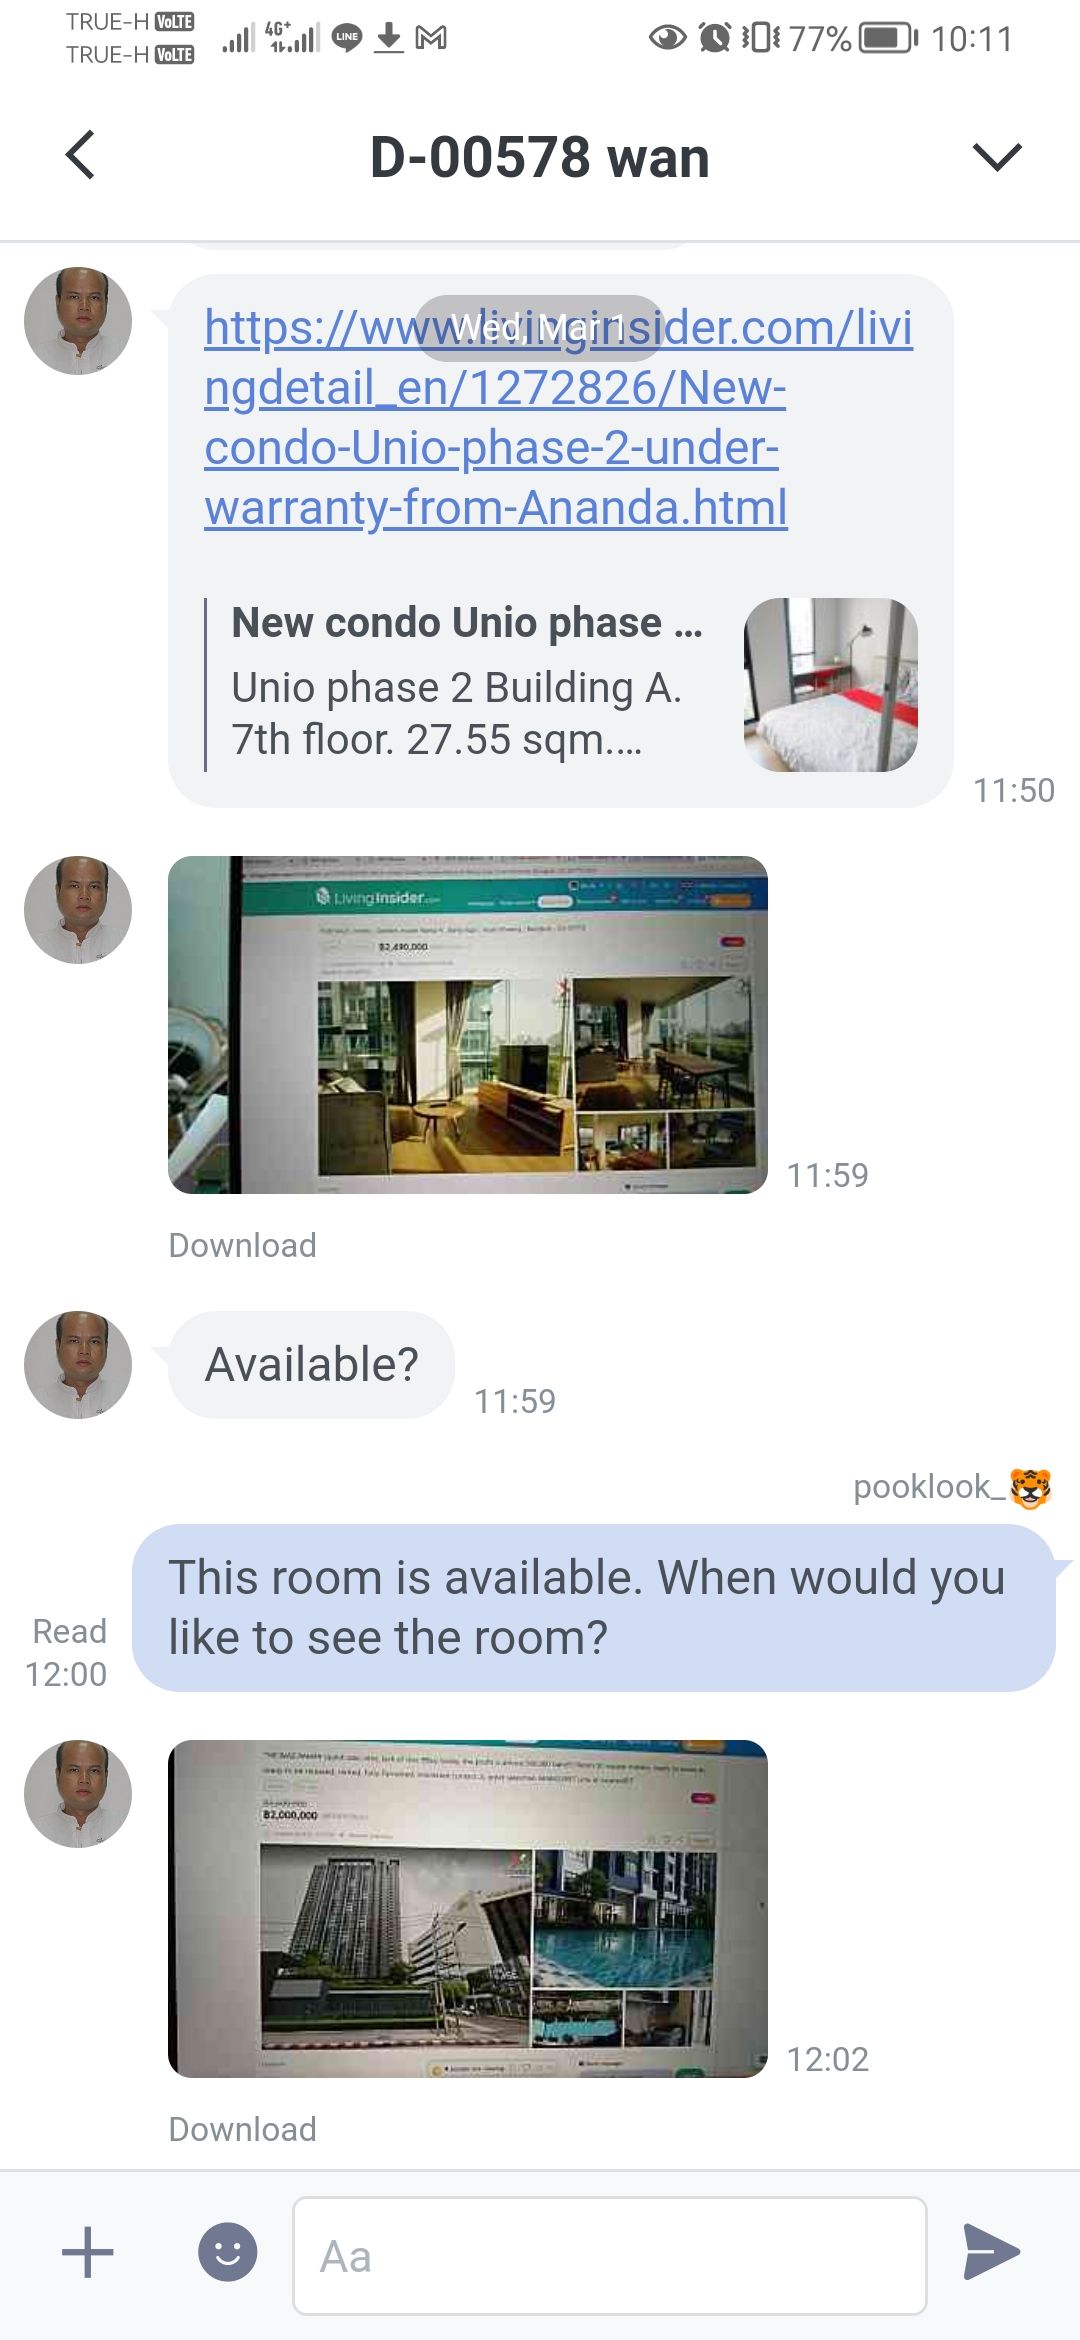 TRUE-H VoLTE
TRUE-H VoLTE
4G+
LINE
77%
10:11
D-00578 wan
Wed, Mar 1
https://www.livinginsider.com/livi
ngdetail_en/1272826/New-
condo-Unio-phase-2-under-
warranty-from-Ananda.html
New condo Unio phase ...
Unio phase 2 Building A.
7th floor. 27.55 sqm....
11:50
LivingInsider
฿2,490,000
11:59
Download
Available?
11:59
pooklook_🐯
This room is available. When would you
like to see the room?
Read
12:00
฿2,000,000
12:02
Download
Aa